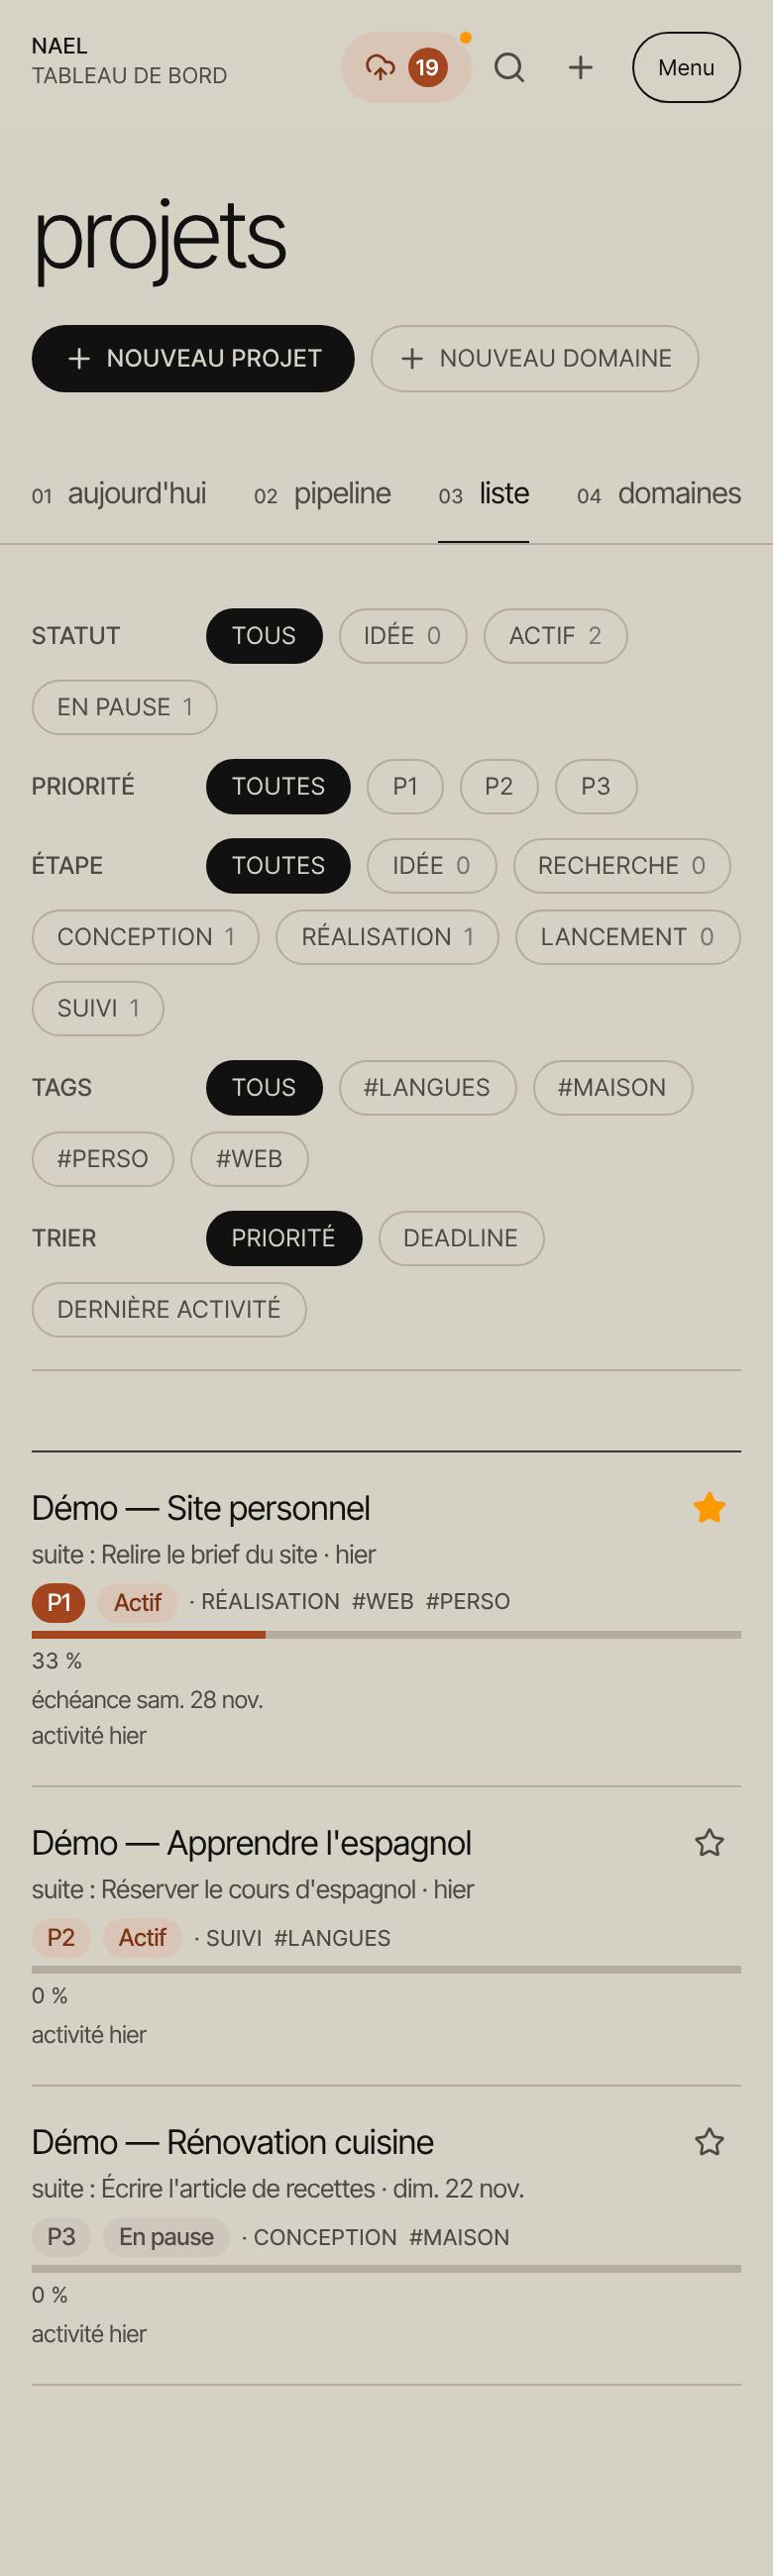 NAEL
TABLEAU DE BORD
19
Menu
projets
NOUVEAU PROJET
NOUVEAU DOMAINE
01 aujourd'hui 02 pipeline 03 liste 04 domaines
STATUT TOUS IDÉE 0 ACTIF 2
EN PAUSE 1
PRIORITÉ TOUTES P1 P2 P3
ÉTAPE TOUTES IDÉE 0 RECHERCHE 0
CONCEPTION 1 RÉALISATION 1 LANCEMENT 0
SUIVI 1
TAGS TOUS #LANGUES #MAISON
#PERSO #WEB
TRIER PRIORITÉ DEADLINE
DERNIÈRE ACTIVITÉ
Démo — Site personnel
suite : Relire le brief du site · hier
P1 Actif · RÉALISATION #WEB #PERSO
33 %
échéance sam. 28 nov.
activité hier
Démo — Apprendre l'espagnol
suite : Réserver le cours d'espagnol · hier
P2 Actif · SUIVI #LANGUES
0 %
activité hier
Démo — Rénovation cuisine
suite : Écrire l'article de recettes · dim. 22 nov.
P3 En pause · CONCEPTION #MAISON
0 %
activité hier